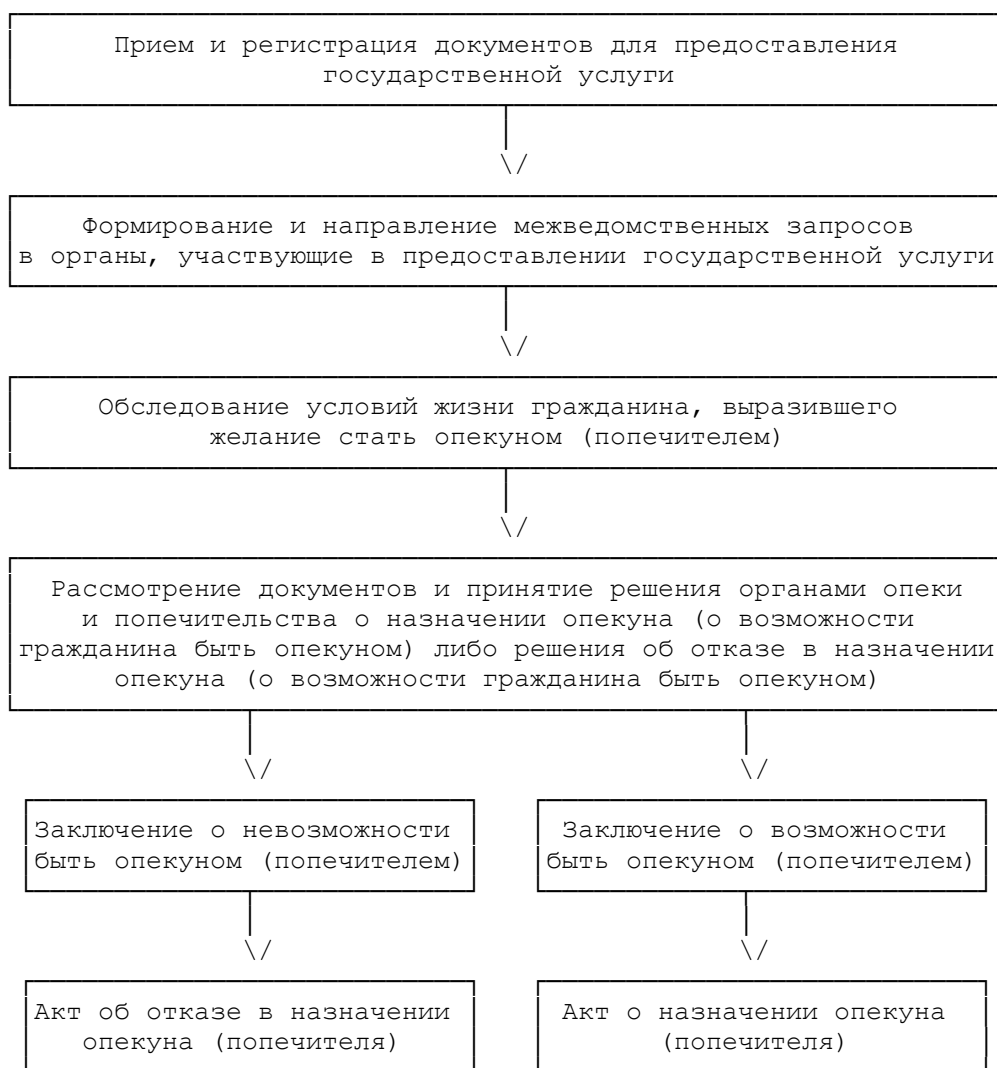 Прием и регистрация документов для предоставления
государственной услуги
Формирование и направление межведомственных запросов
в органы, участвующие в предоставлении государственной услуги
Обследование условий жизни гражданина, выразившего
желание стать опекуном (попечителем)
Рассмотрение документов и принятие решения органами опеки
и попечительства о назначении опекуна (о возможности
гражданина быть опекуном) либо решения об отказе в назначении
опекуна (о возможности гражданина быть опекуном)
Заключение о невозможности
быть опекуном (попечителем)
Заключение о возможности
быть опекуном (попечителем)
Акт об отказе в назначении
опекуна (попечителя)
Акт о назначении опекуна
(попечителя)